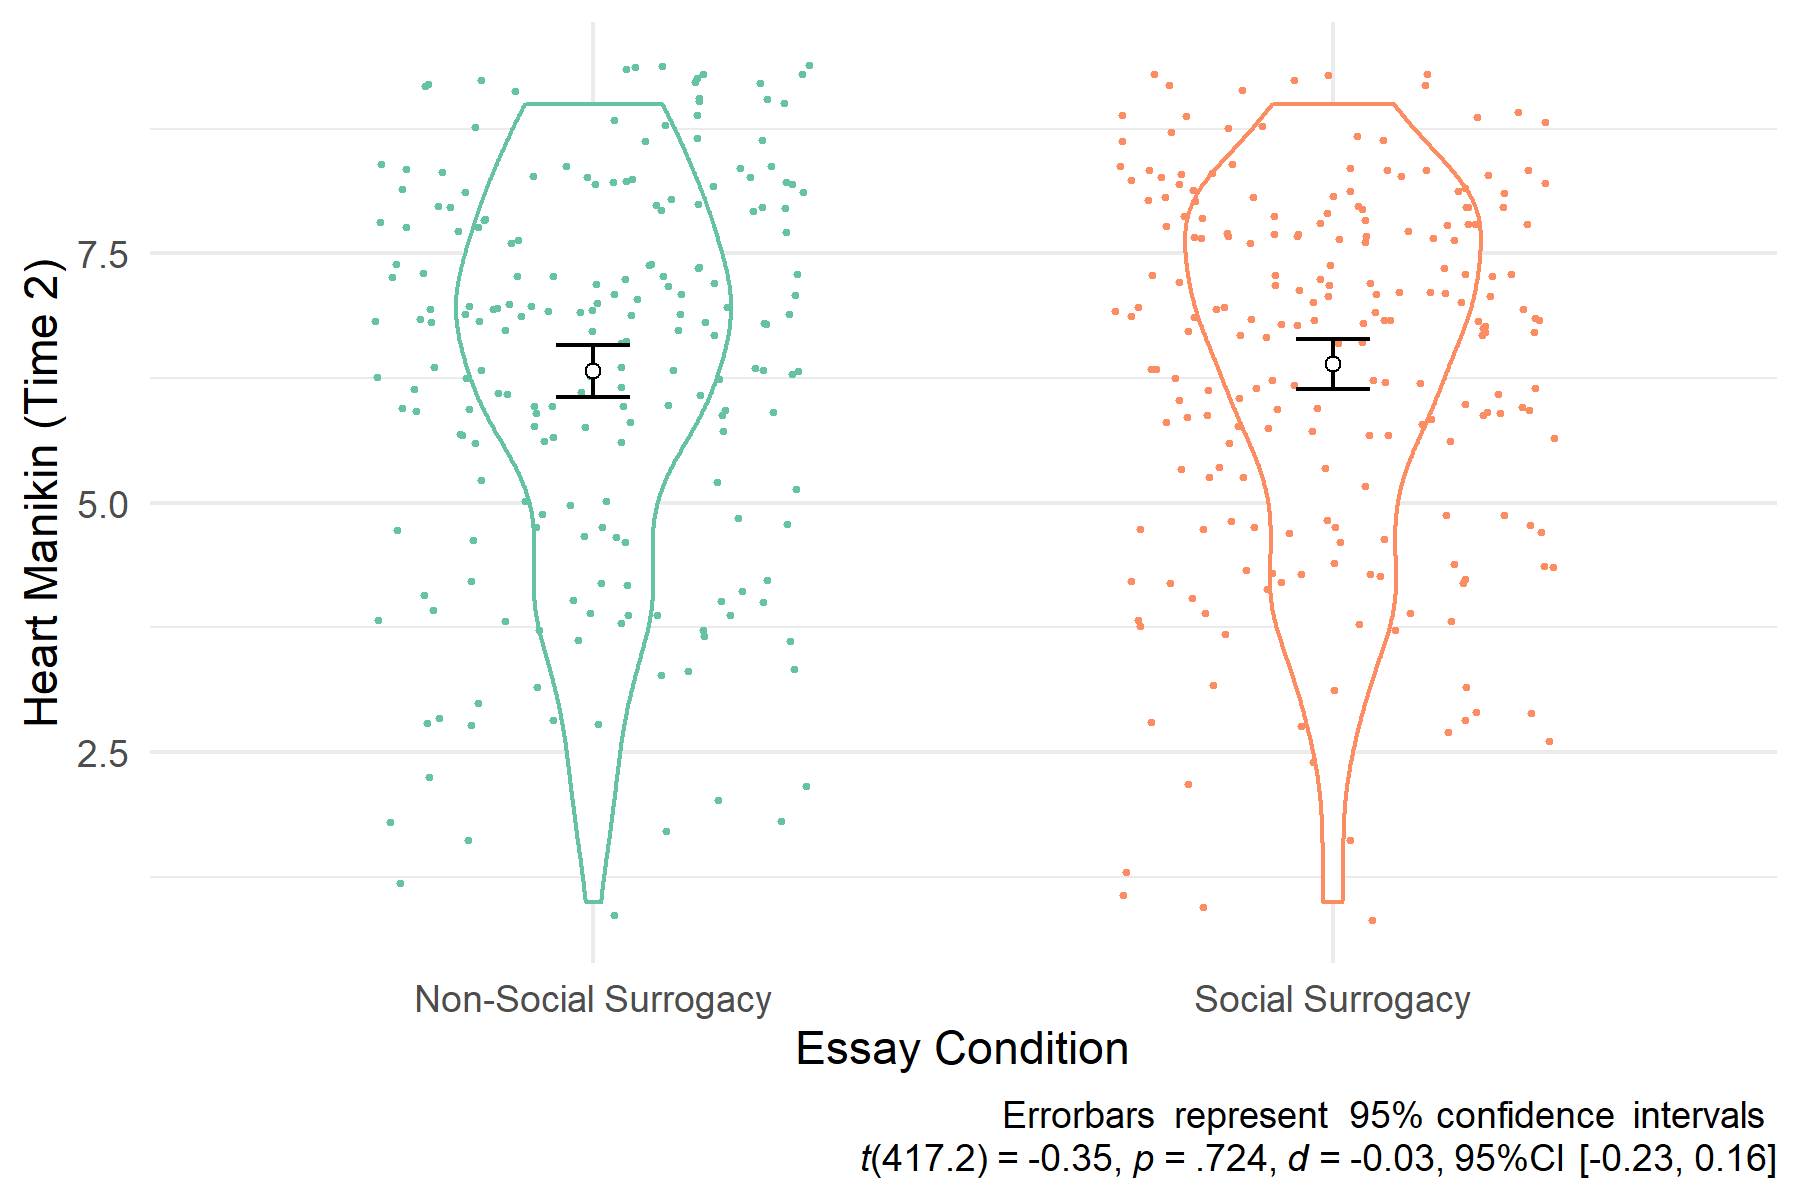 Heart Manikin (Time 2)
7.5
5.0
2.5
Non-Social Surrogacy
Social Surrogacy
Essay Condition
Errorbars represent 95% confidence intervals
t(417.2) = -0.35, p = .724, d = -0.03, 95%CI [-0.23, 0.16]